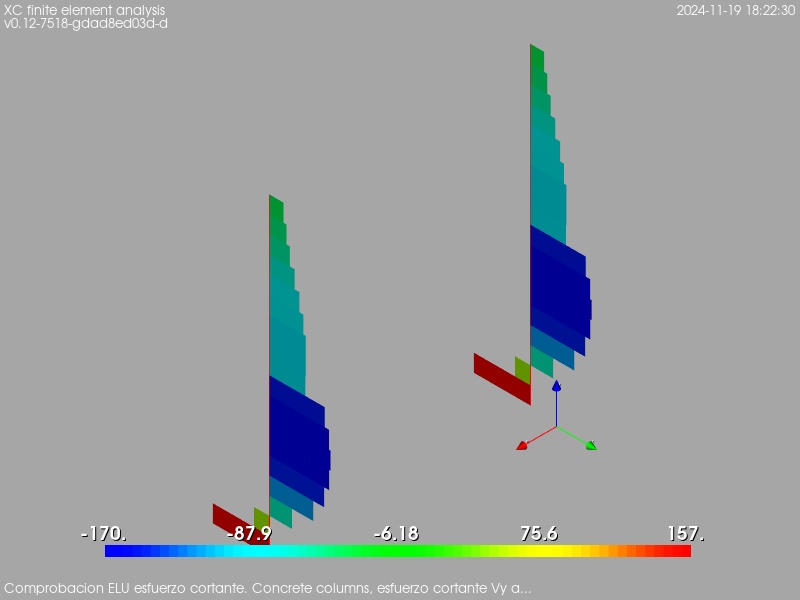 XC finite element analysis
v0.12-7518-gdad8ed03d-d
2024-11-19 18:22:30
-170.
-87.9
-6.18
75.6
157.
Comprobacion ELU esfuerzo cortante. Concrete columns, esfuerzo cortante Vy a...